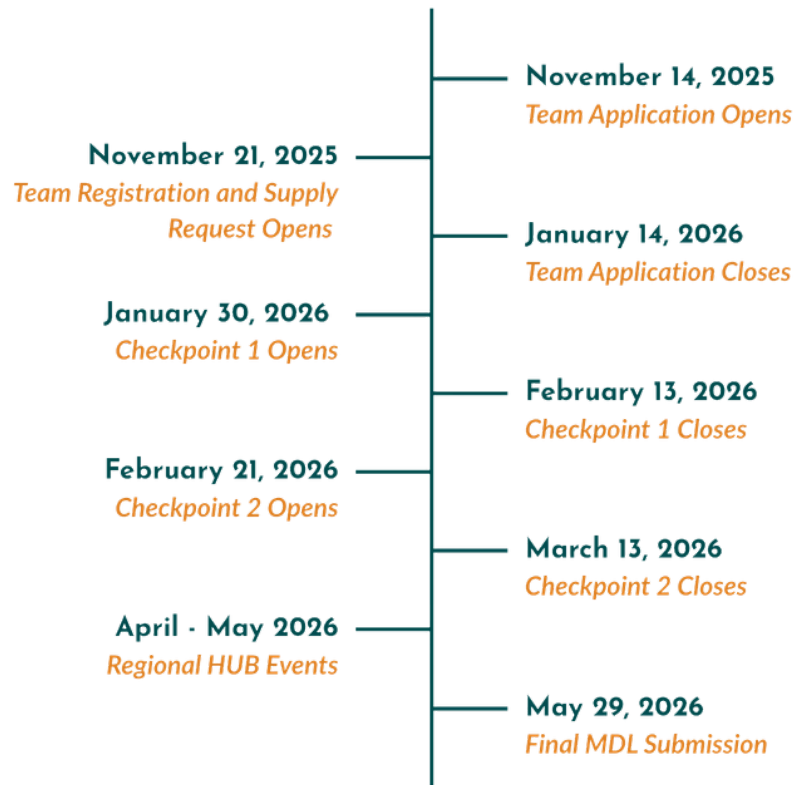 November 14, 2025
Team Application Opens
November 21, 2025
Team Registration and Supply
Request Opens
January 14, 2026
Team Application Closes
January 30, 2026
Checkpoint 1 Opens
February 13, 2026
Checkpoint 1 Closes
February 21, 2026
Checkpoint 2 Opens
March 13, 2026
Checkpoint 2 Closes
April - May 2026
Regional HUB Events
May 29, 2026
Final MDL Submission